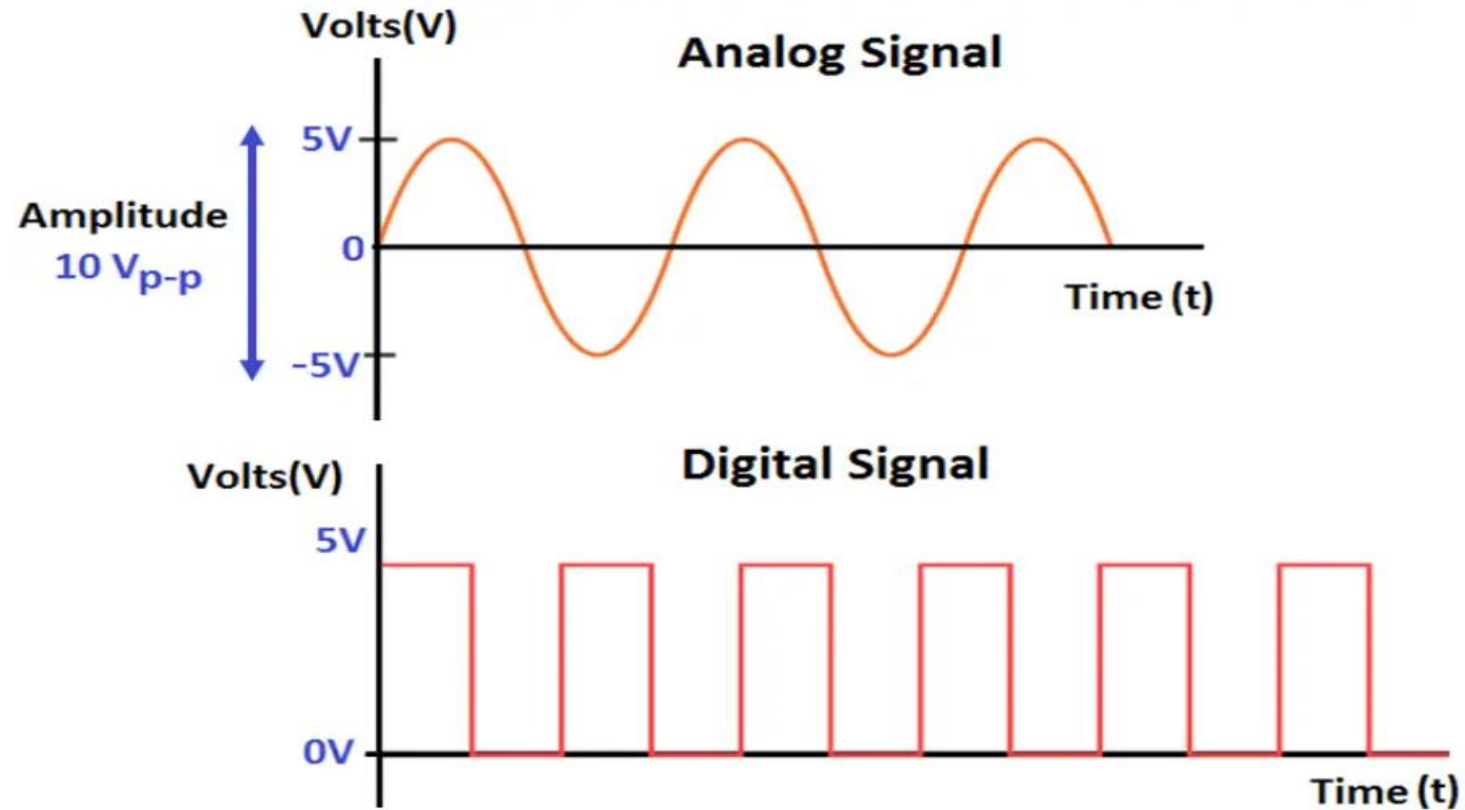 Volts(V)
Analog Signal
5V
Amplitude
10 Vp-p
0
Time (t)
-5V
Digital Signal
Volts(V)
5V
0V
Time (t)